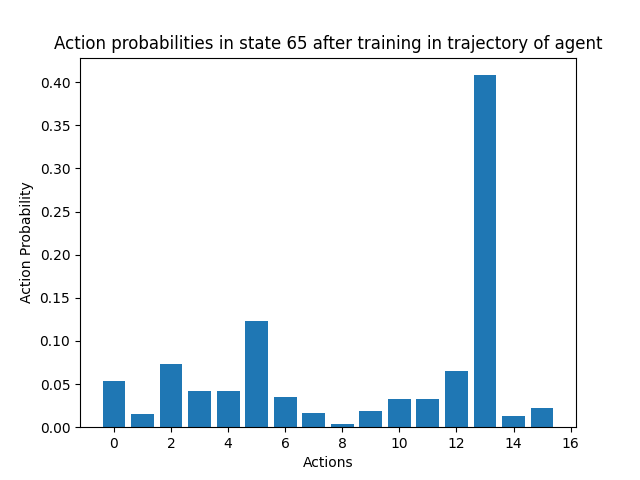 Action probabilities in state 65 after training in trajectory of agent
0.40
0.35
0.30
0.25
0.20
0.15
0.10
0.05
0.00
Action Probability
0 2 4 6 8 10 12 14 16
Actions